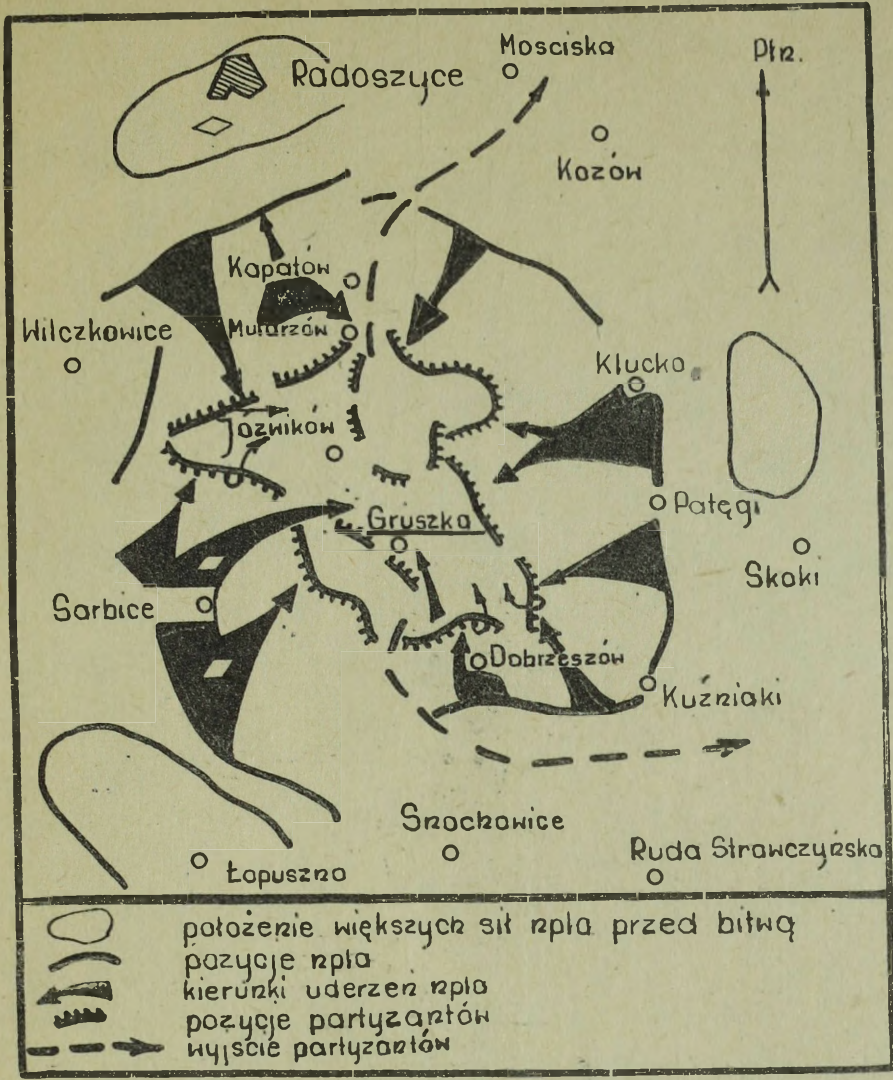 Mosciska
Płn.
Radoszyce
Kozów
Kapałów
Wilczkowice
Mularzów
Klucko
Jóźwików
Gruszka
Patęgi
Skoki
Sarbice
Dobrzeszów
Kuźniaki
Snochowice
Ruda Strawczyńska
Łopuszno
położenie większych sił npla przed bitwą
pozycje npla
kierunki uderzeń npla
pozycje partyzantów
wyjście partyzantów